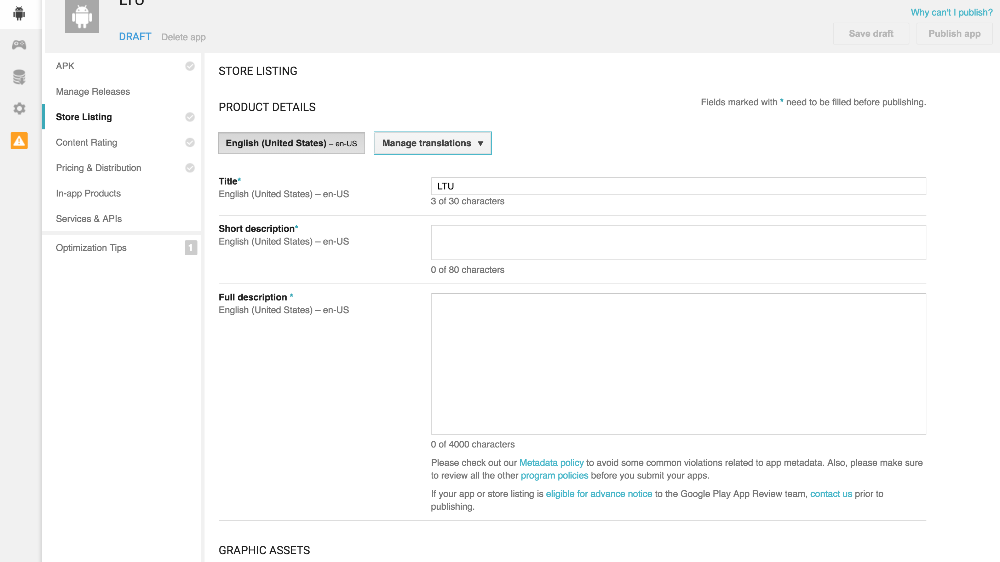 LTU
Why can't I publish?
DRAFT Delete app
Save draft Publish app
APK
Manage Releases
Store Listing
Content Rating
Pricing & Distribution
In-app Products
Services & APIs
Optimization Tips 1
STORE LISTING
PRODUCT DETAILS
Fields marked with * need to be filled before publishing.
English (United States) – en-US
Manage translations ▼
Title*
English (United States) – en-US
LTU
3 of 30 characters
Short description*
English (United States) – en-US
0 of 80 characters
Full description *
English (United States) – en-US
0 of 4000 characters
Please check out our Metadata policy to avoid some common violations related to app metadata. Also, please make sure
to review all the other program policies before you submit your apps.
If your app or store listing is eligible for advance notice to the Google Play App Review team, contact us prior to
publishing.
GRAPHIC ASSETS